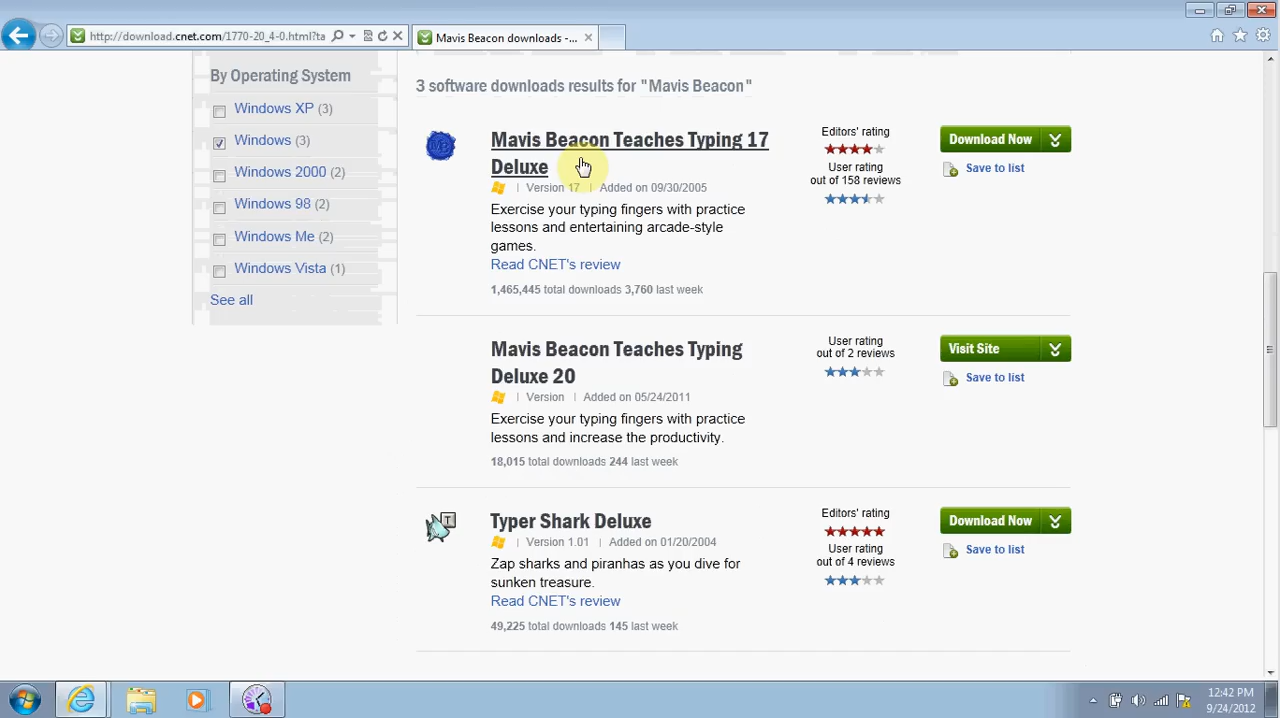 http://download.cnet.com/1770-20_4-0.html?ta
Mavis Beacon downloads -...
By Operating System
Windows XP (3)
Windows (3)
Windows 2000 (2)
Windows 98 (2)
Windows Me (2)
Windows Vista (1)
See all
3 software downloads results for "Mavis Beacon"
Mavis Beacon Teaches Typing 17
Deluxe
Version 17 | Added on 09/30/2005
Exercise your typing fingers with practice
lessons and entertaining arcade-style
games.
Read CNET's review
1,465,445 total downloads 3,760 last week
Editors' rating
User rating
out of 158 reviews
Download Now
Save to list
Mavis Beacon Teaches Typing
Deluxe 20
Version | Added on 05/24/2011
Exercise your typing fingers with practice
lessons and increase the productivity.
18,015 total downloads 244 last week
User rating
out of 2 reviews
Visit Site
Save to list
Typer Shark Deluxe
Version 1.01 | Added on 01/20/2004
Zap sharks and piranhas as you dive for
sunken treasure.
Read CNET's review
49,225 total downloads 145 last week
Editors' rating
User rating
out of 4 reviews
Download Now
Save to list
12:42 PM
9/24/2012